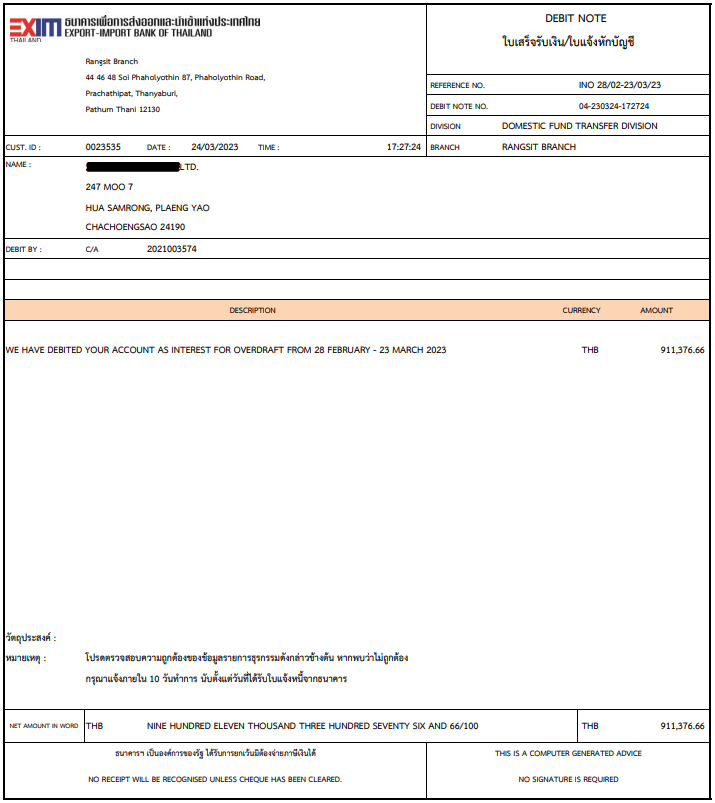 EXIM
THAILAND
ธนาคารเพื่อการส่งออกและนำเข้าแห่งประเทศไทย
EXPORT-IMPORT BANK OF THAILAND
Rangsit Branch
44 46 48 Soi Phaholyothin 87, Phaholyothin Road,
Prachathipat, Thanyaburi,
Pathum Thani 12130
DEBIT NOTE
ใบเสร็จรับเงิน/ใบแจ้งหักบัญชี
REFERENCE NO. INO 28/02-23/03/23
DEBIT NOTE NO. 04-230324-172724
DIVISION DOMESTIC FUND TRANSFER DIVISION
CUST. ID : 0023535 DATE : 24/03/2023 TIME : 17:27:24 BRANCH RANGSIT BRANCH
NAME : LTD.
247 MOO 7
HUA SAMRONG, PLAENG YAO
CHACHOENGSAO 24190
DEBIT BY : C/A 2021003574
DESCRIPTION CURRENCY AMOUNT
WE HAVE DEBITED YOUR ACCOUNT AS INTEREST FOR OVERDRAFT FROM 28 FEBRUARY - 23 MARCH 2023 THB 911,376.66
วัตถุประสงค์ :
หมายเหตุ : โปรดตรวจสอบความถูกต้องของข้อมูลรายการธุรกรรมดังกล่าวข้างต้น หากพบว่าไม่ถูกต้อง
กรุณาแจ้งภายใน 10 วันทำการ นับตั้งแต่วันที่ได้รับใบแจ้งหนี้จากธนาคาร
NET AMOUNT IN WORD THB NINE HUNDRED ELEVEN THOUSAND THREE HUNDRED SEVENTY SIX AND 66/100 THB 911,376.66
ธนาคารฯ เป็นองค์การของรัฐ ได้รับการยกเว้นมิต้องจ่ายภาษีเงินได้
NO RECEIPT WILL BE RECOGNISED UNLESS CHEQUE HAS BEEN CLEARED.
THIS IS A COMPUTER GENERATED ADVICE
NO SIGNATURE IS REQUIRED